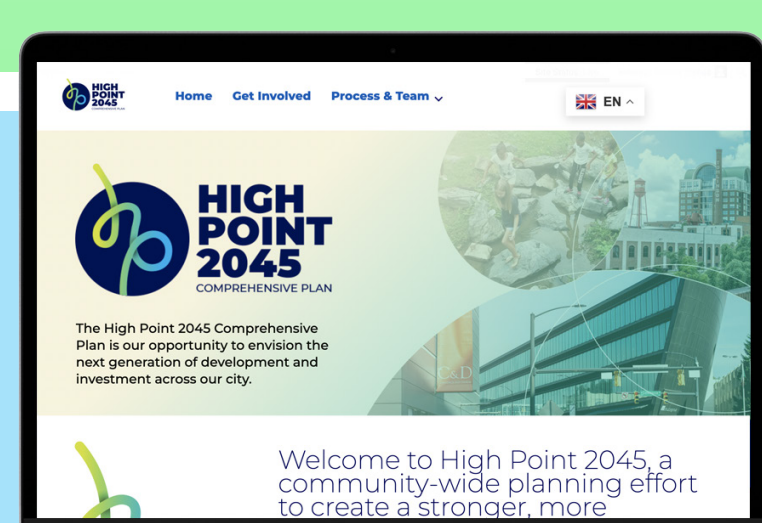 HIGH
POINT
2045
COMPREHENSIVE PLAN
Home Get Involved Process & Team
EN
HIGH
POINT
2045
COMPREHENSIVE PLAN
The High Point 2045 Comprehensive
Plan is our opportunity to envision the
next generation of development and
investment across our city.
C&D
Welcome to High Point 2045, a
community-wide planning effort
to create a stronger, more